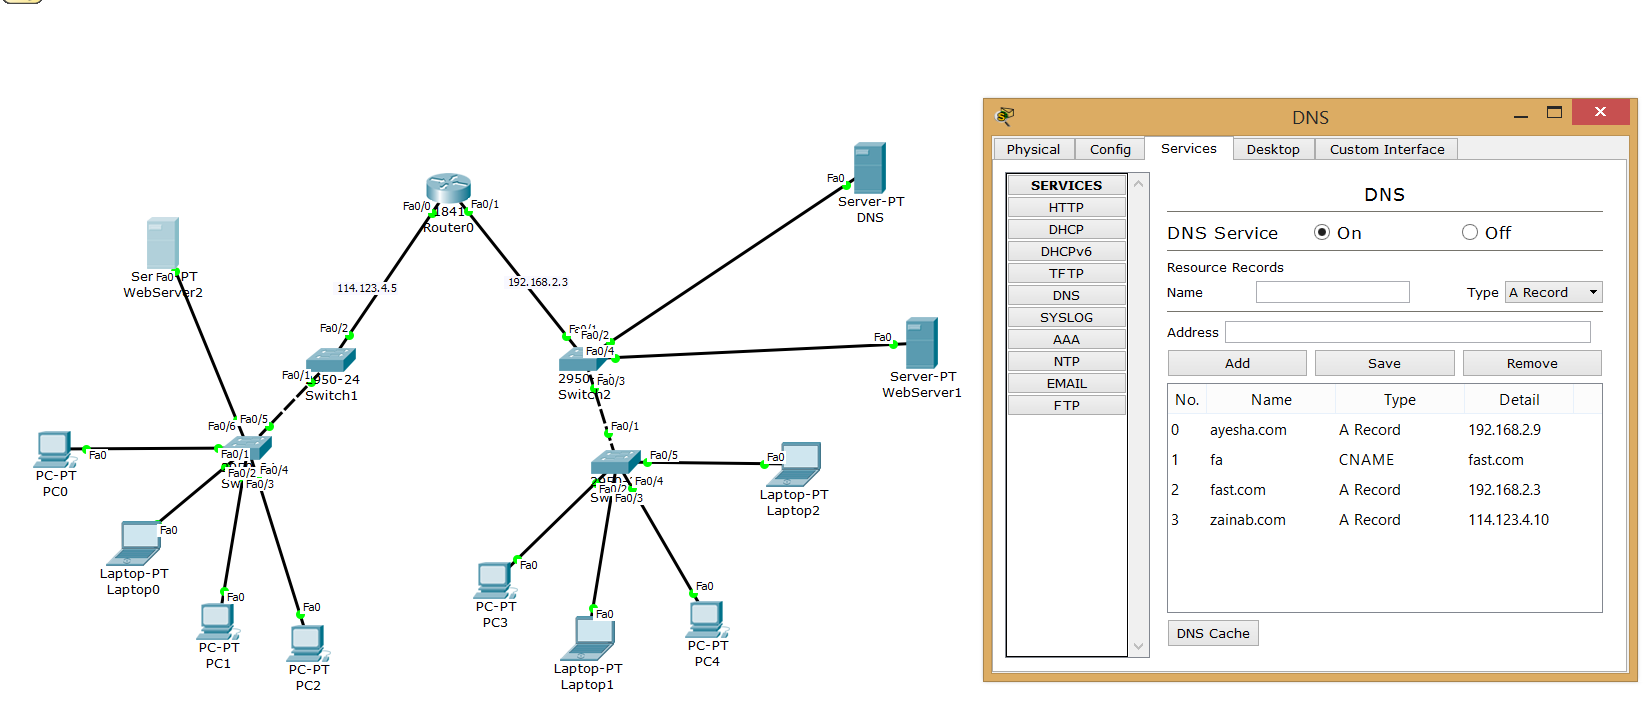 Fa0/0
Fa0/1
1841
Router0
114.123.4.5
192.168.2.3
Fa0
Server-PT
DNS
Fa0
Server-PT
WebServer1
Ser
Fa0
PT
WebServer2
Fa0/2
Fa0/1
950-24
Switch1
Fa0/1
Fa0/2
Fa0/4
2950
Switch2
Fa0/3
Fa0/5
Fa0/6
Fa0/1
Fa0/2
Fa0/4
Fa0/3
Sw
Fa0
PC-PT
PC0
Fa0
Laptop-PT
Laptop0
Fa0
PC-PT
PC1
Fa0
PC-PT
PC2
Fa0/1
Fa0/5
Fa0/4
Fa0/2
Fa0/3
Sw
Fa0
Laptop-PT
Laptop2
Fa0
PC-PT
PC3
Fa0
Laptop-PT
Laptop1
Fa0
PC-PT
PC4
DNS
Physical Config Services Desktop Custom Interface
SERVICES
HTTP
DHCP
DHCPv6
TFTP
DNS
SYSLOG
AAA
NTP
EMAIL
FTP
DNS
DNS Service On Off
Resource Records
Name Type A Record
Address
Add Save Remove
No. Name Type Detail
0 ayesha.com A Record 192.168.2.9
1 fa CNAME fast.com
2 fast.com A Record 192.168.2.3
3 zainab.com A Record 114.123.4.10
DNS Cache